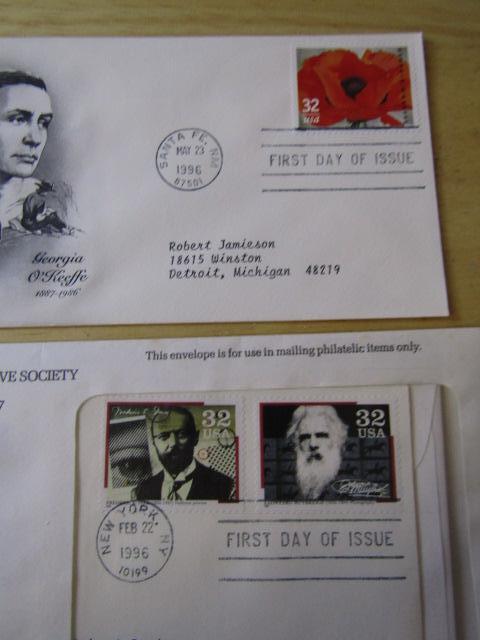 32
USA
SANTA FE, NM
MAY 23
1996
87501
FIRST DAY OF ISSUE
Georgia
O'Keeffe
1887-1986
Robert Jamieson
18615 Winston
Detroit, Michigan 48219
This envelope is for use in mailing philatelic items only.
VE SOCIETY
7
32
USA
32
USA
NEW YORK, NY
FEB 22
1996
10199
FIRST DAY OF ISSUE